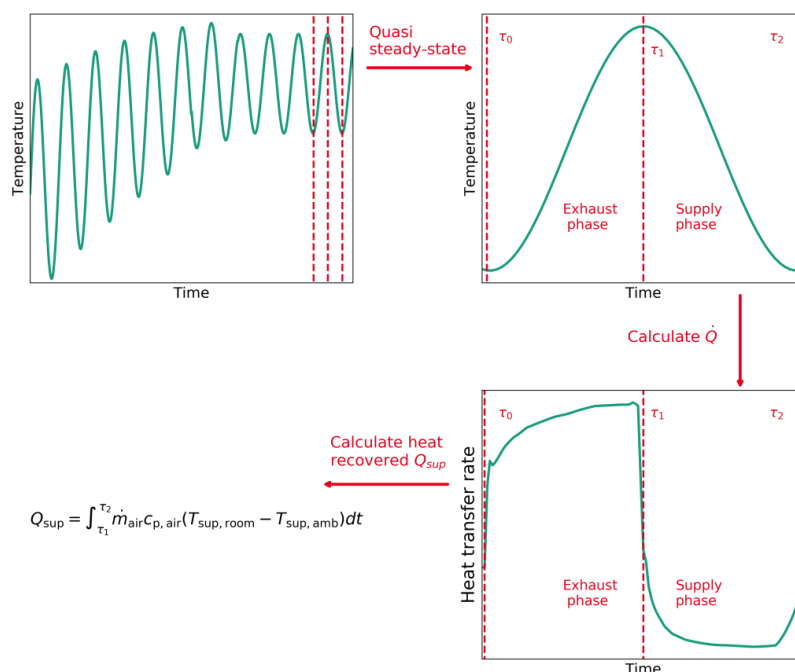 Temperature
Time
Quasi
steady-state
Temperature
τ0
τ1
τ2
Exhaust
phase
Supply
phase
Time
Calculate Q̇
Heat transfer rate
τ0
τ1
τ2
Exhaust
phase
Supply
phase
Time
Calculate heat
recovered Qsup
Qsup = ∫τ1τ2 ṁair cp, air(Tsup, room − Tsup, amb)dt